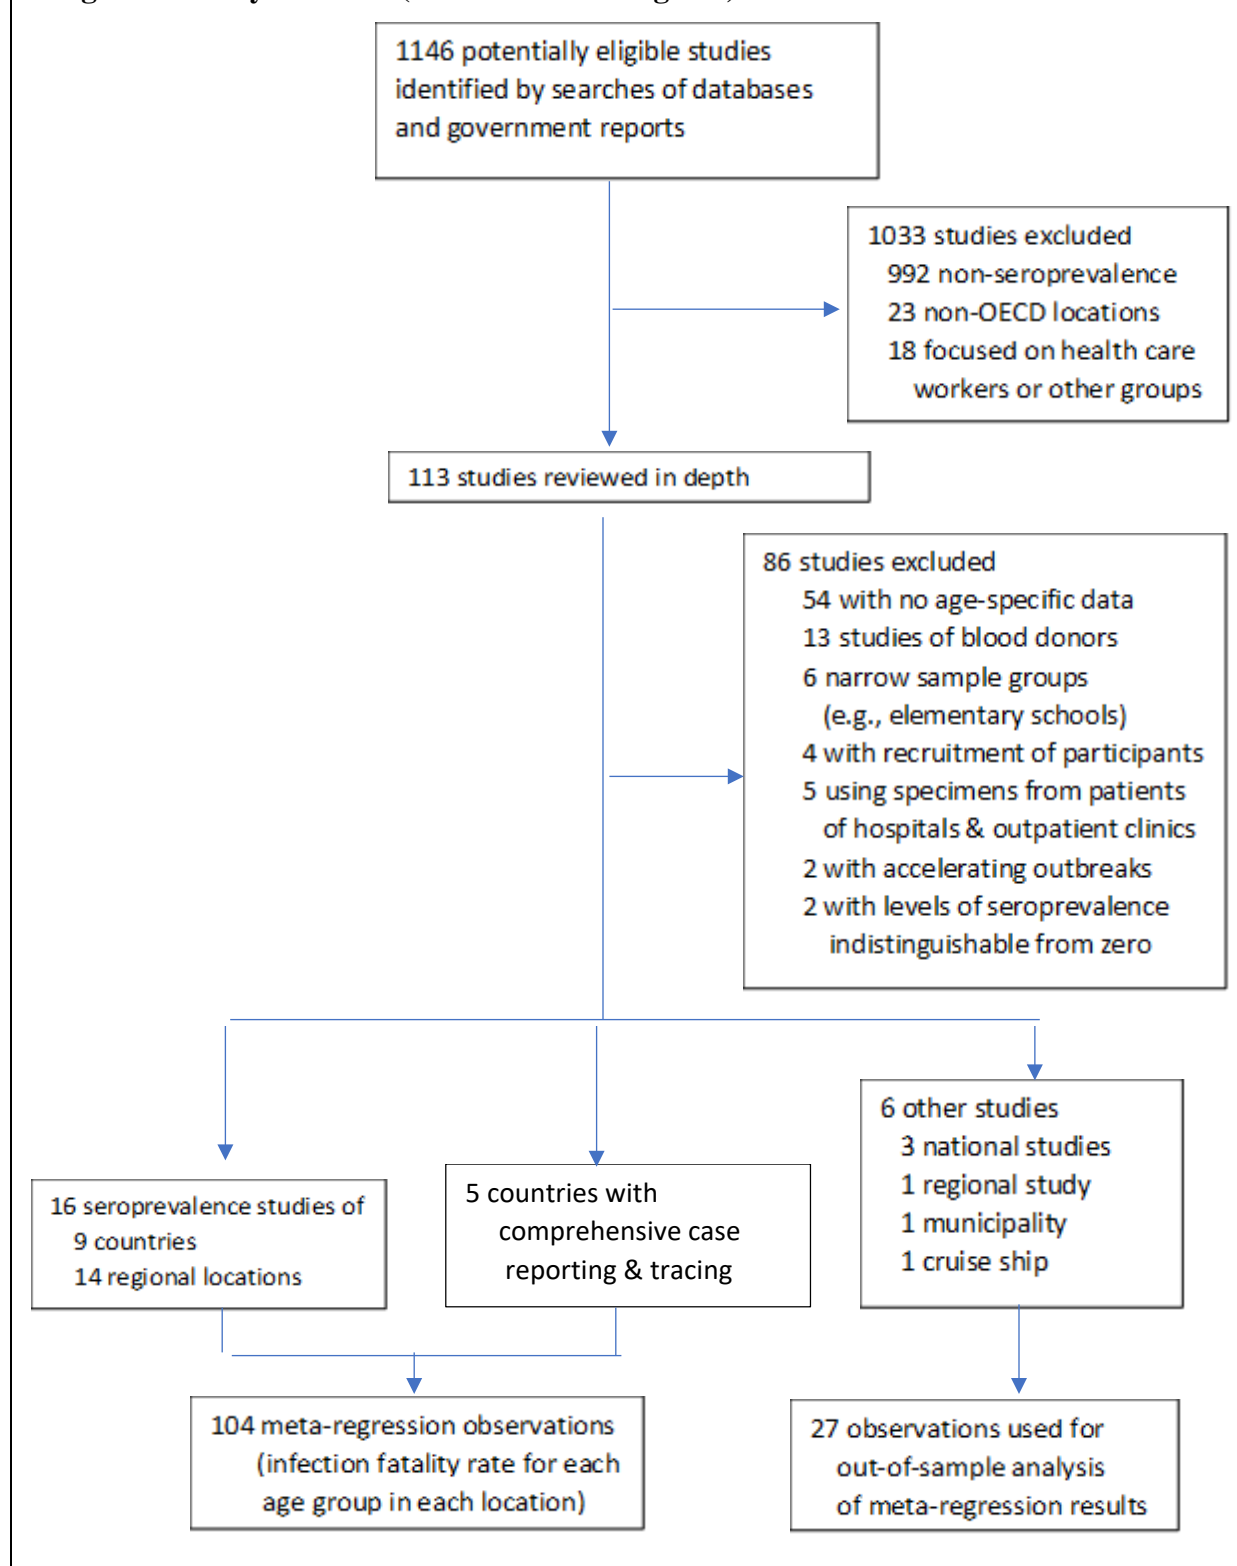 1146 potentially eligible studies
identified by searches of databases
and government reports
1033 studies excluded
992 non-seroprevalence
23 non-OECD locations
18 focused on health care
workers or other groups
113 studies reviewed in depth
86 studies excluded
54 with no age-specific data
13 studies of blood donors
6 narrow sample groups
(e.g., elementary schools)
4 with recruitment of participants
5 using specimens from patients
of hospitals & outpatient clinics
2 with accelerating outbreaks
2 with levels of seroprevalence
indistinguishable from zero
16 seroprevalence studies of
9 countries
14 regional locations
5 countries with
comprehensive case
reporting & tracing
6 other studies
3 national studies
1 regional study
1 municipality
1 cruise ship
104 meta-regression observations
(infection fatality rate for each
age group in each location)
27 observations used for
out-of-sample analysis
of meta-regression results